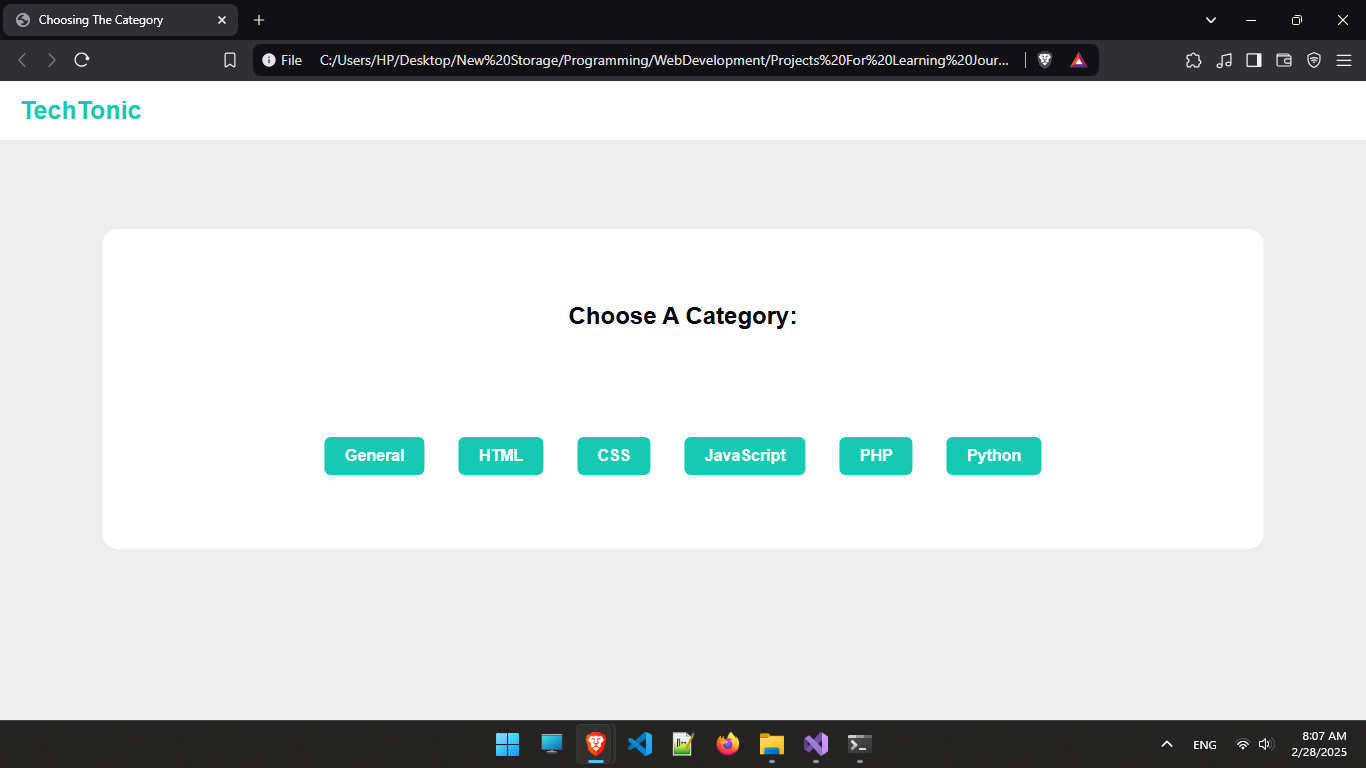 Choosing The Category
File C:/Users/HP/Desktop/New%20Storage/Programming/WebDevelopment/Projects%20For%20Learning%20Jour...
TechTonic
Choose A Category:
General HTML CSS JavaScript PHP Python
ENG
8:07 AM
2/28/2025